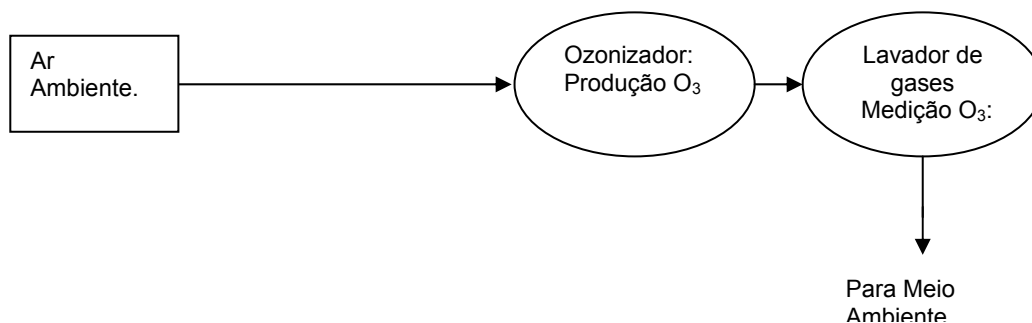 Ar
Ambiente.
Ozonizador:
Produção O₃
Lavador de
gases
Medição O₃:
Para Meio
Ambiente